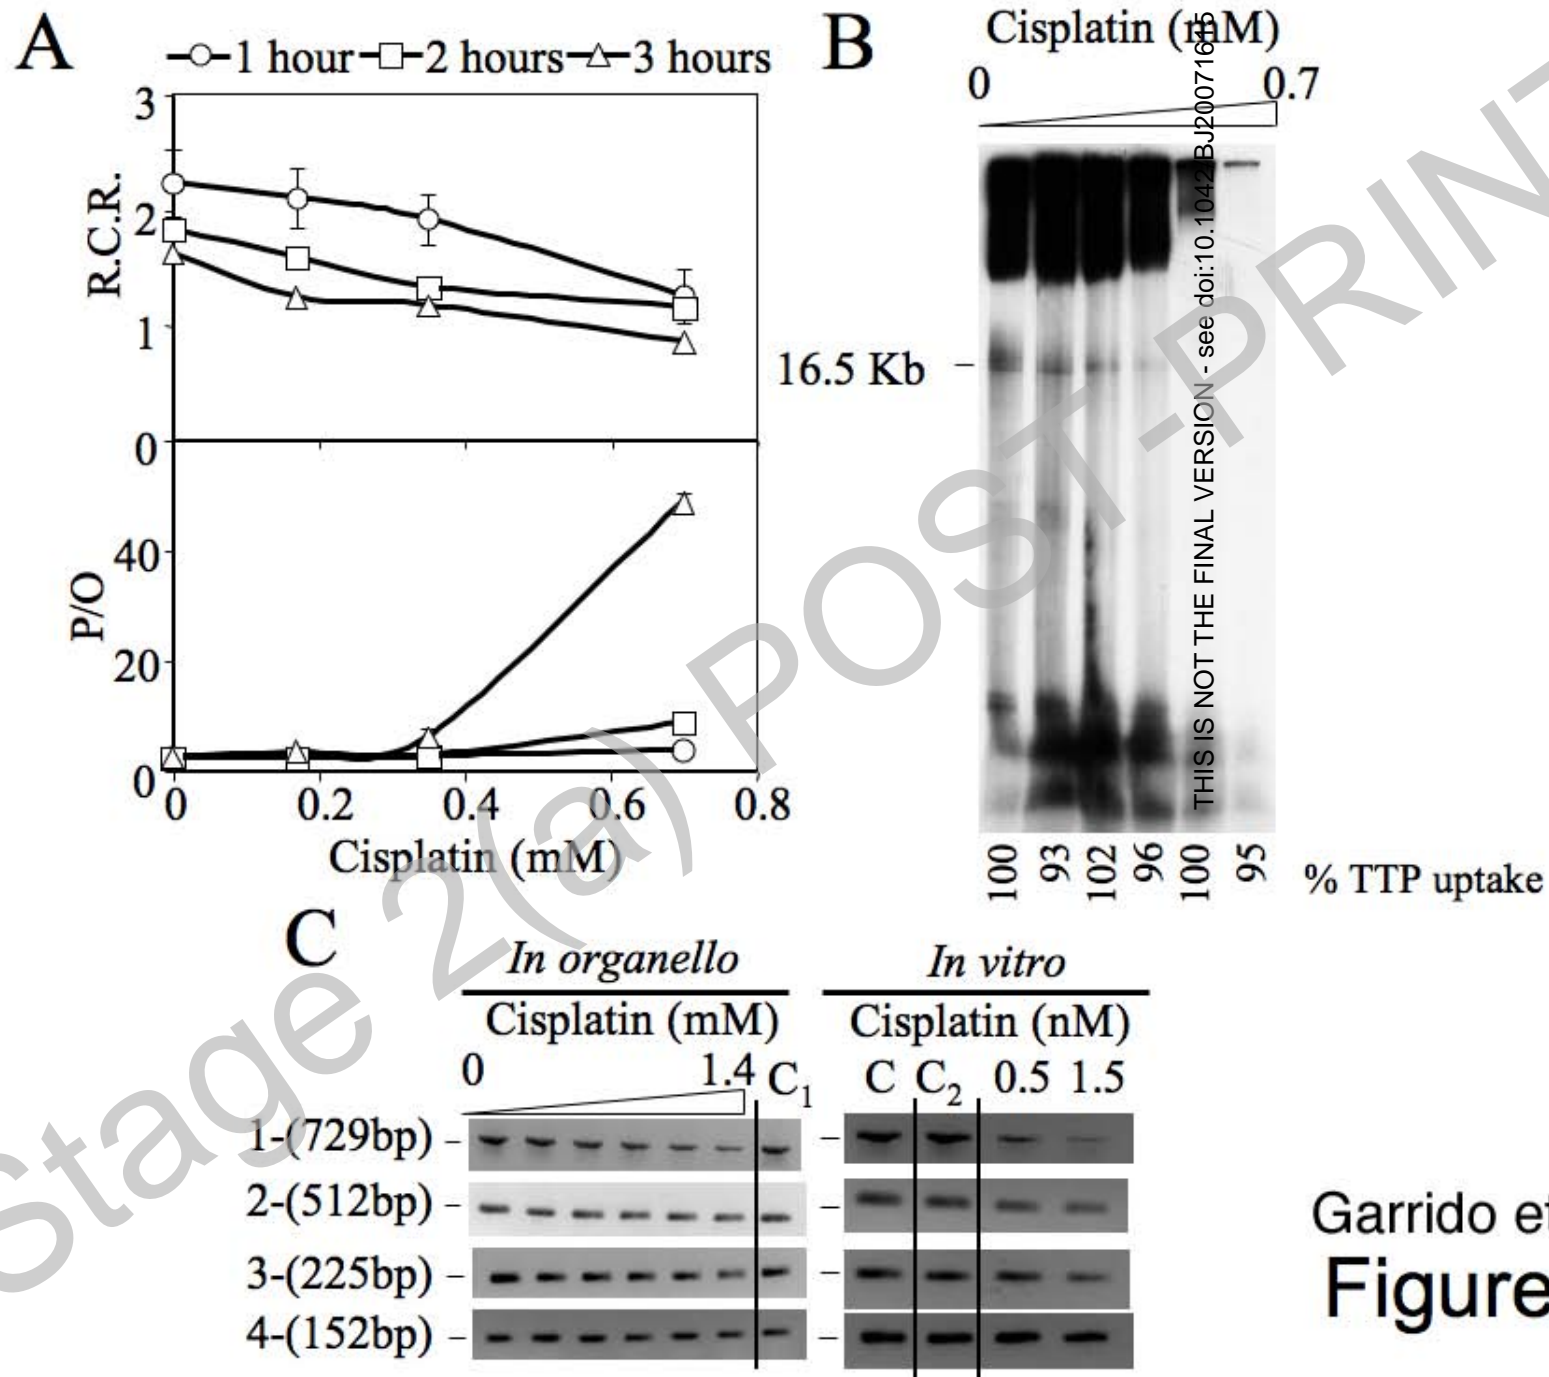 A
1 hour 2 hours 3 hours
3
2
1
0
R.C.R.
40
20
0
P/O
0 0.2 0.4 0.6 0.8
Cisplatin (mM)
B
Cisplatin (mM)
0 0.7
16.5 Kb
100 93 102 96 100 95 % TTP uptake
THIS IS NOT THE FINAL VERSION - see doi:10.1042/BJ20071615
Stage 2(a) POST-PRINT
C
In organello In vitro
Cisplatin (mM) Cisplatin (nM)
0 1.4 C1 C C2 0.5 1.5
1-(729bp)
2-(512bp)
3-(225bp)
4-(152bp)
Garrido et
Figure